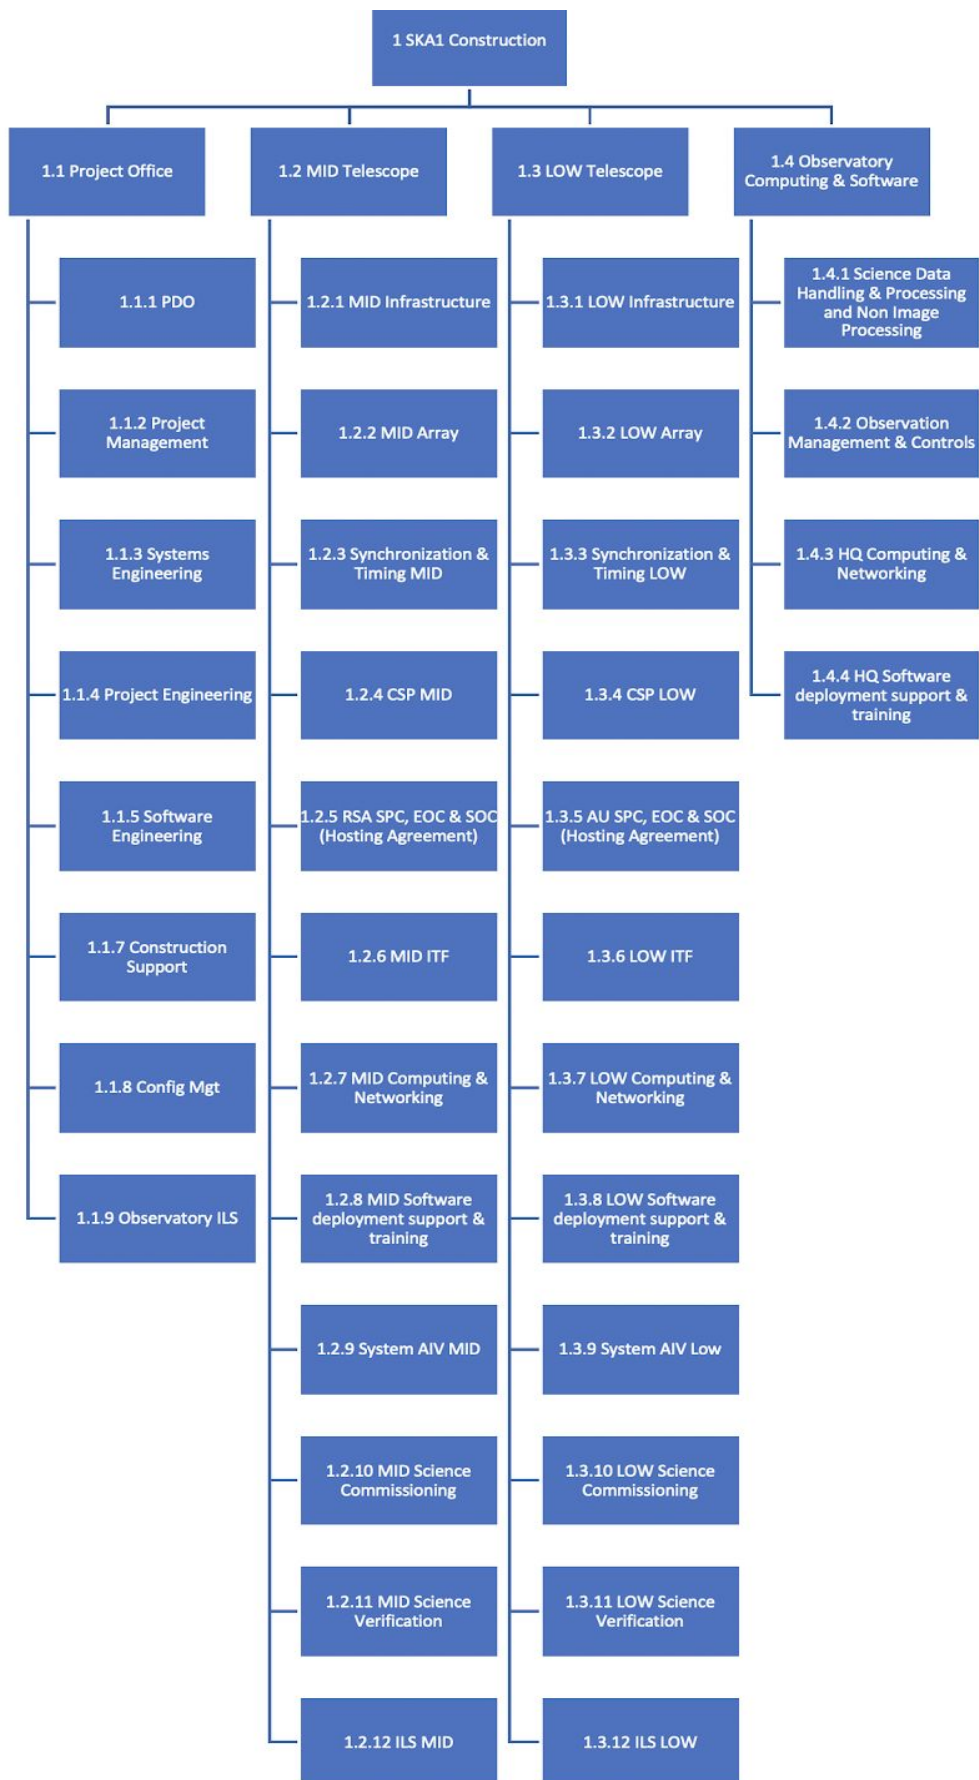 1 SKA1 Construction
1.1 Project Office
1.2 MID Telescope
1.3 LOW Telescope
1.4 Observatory
Computing & Software
1.1.1 PDO
1.2.1 MID Infrastructure
1.3.1 LOW Infrastructure
1.4.1 Science Data
Handling & Processing
and Non Image
Processing
1.1.2 Project
Management
1.2.2 MID Array
1.3.2 LOW Array
1.4.2 Observation
Management & Controls
1.1.3 Systems
Engineering
1.2.3 Synchronization &
Timing MID
1.3.3 Synchronization &
Timing LOW
1.4.3 HQ Computing &
Networking
1.1.4 Project Engineering
1.2.4 CSP MID
1.3.4 CSP LOW
1.4.4 HQ Software
deployment support &
training
1.1.5 Software
Engineering
1.2.5 RSA SPC, EOC & SOC
(Hosting Agreement)
1.3.5 AU SPC, EOC & SOC
(Hosting Agreement)
1.1.7 Construction
Support
1.2.6 MID ITF
1.3.6 LOW ITF
1.1.8 Config Mgt
1.2.7 MID Computing &
Networking
1.3.7 LOW Computing &
Networking
1.1.9 Observatory ILS
1.2.8 MID Software
deployment support &
training
1.3.8 LOW Software
deployment support &
training
1.2.9 System AIV MID
1.3.9 System AIV Low
1.2.10 MID Science
Commissioning
1.3.10 LOW Science
Commissioning
1.2.11 MID Science
Verification
1.3.11 LOW Science
Verification
1.2.12 ILS MID
1.3.12 ILS LOW